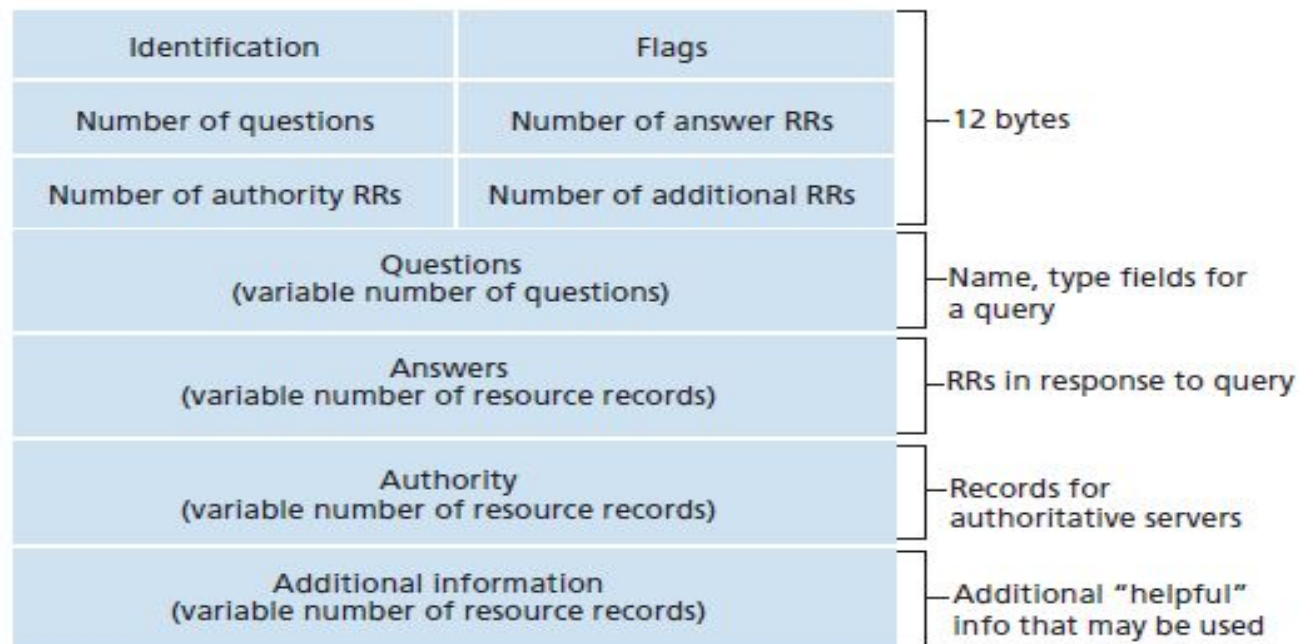 Identification
Flags
Number of questions
Number of answer RRs
12 bytes
Number of authority RRs
Number of additional RRs
Questions
(variable number of questions)
Name, type fields for
a query
Answers
(variable number of resource records)
RRs in response to query
Authority
(variable number of resource records)
Records for
authoritative servers
Additional information
(variable number of resource records)
Additional “helpful”
info that may be used